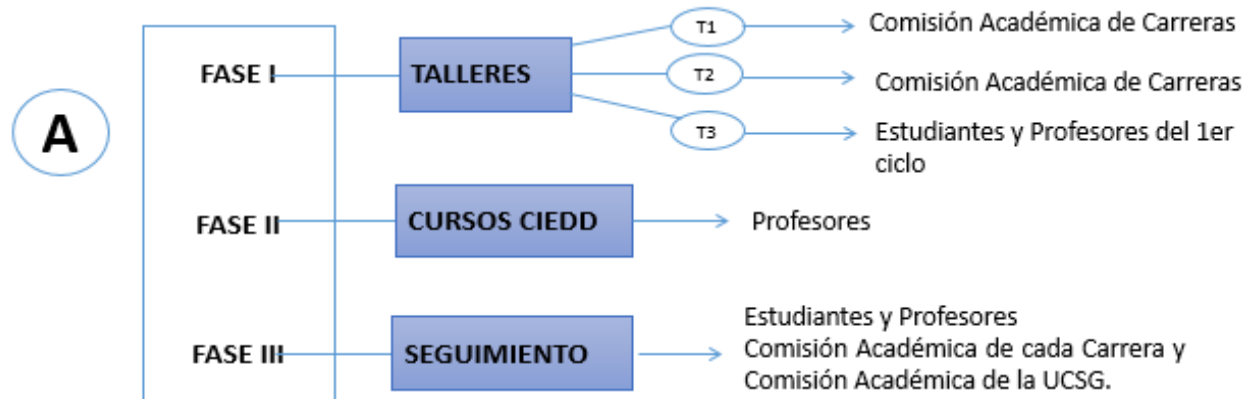 A
FASE I
TALLERES
T1
Comisión Académica de Carreras
T2
Comisión Académica de Carreras
T3
Estudiantes y Profesores del 1er
ciclo
FASE II
CURSOS CIEDD
Profesores
FASE III
SEGUIMIENTO
Estudiantes y Profesores
Comisión Académica de cada Carrera y
Comisión Académica de la UCSG.